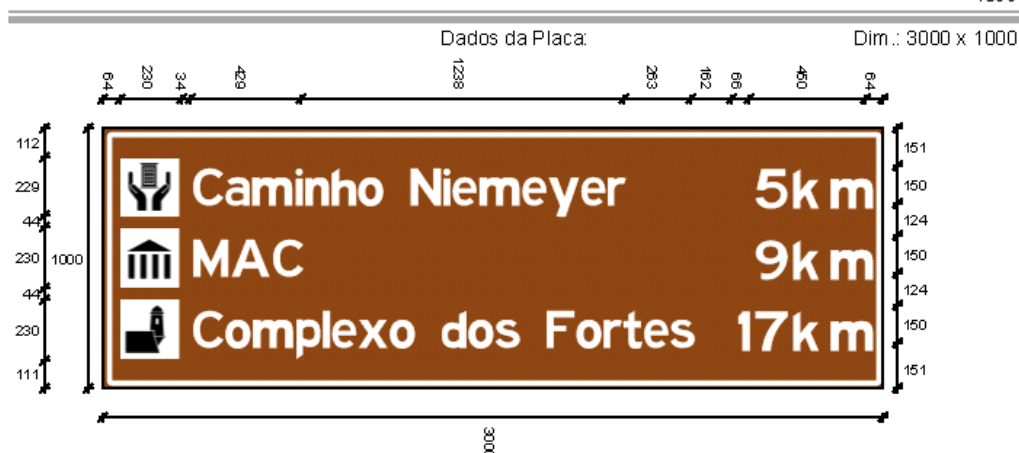 Dados da Placa:
Dim.: 3000 x 1000
64 230 34 429 1238 263 162 66 450 64
112
151
229
150
44
124
230
1000
150
44
124
230
150
111
151
Caminho Niemeyer 5km
MAC 9km
Complexo dos Fortes 17km